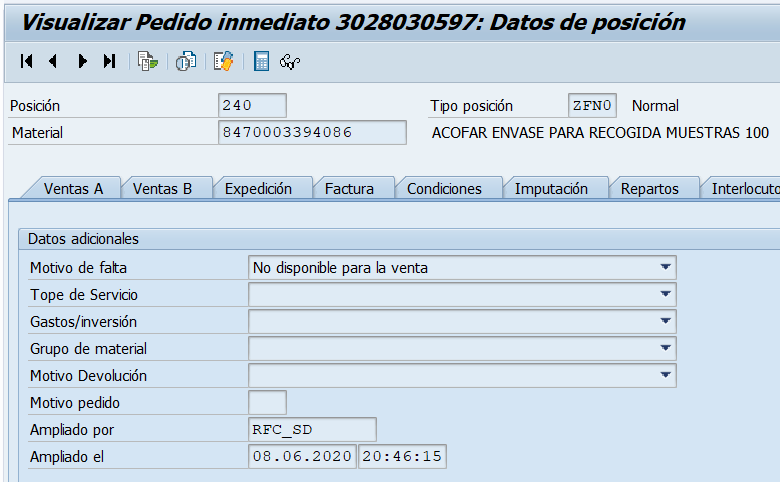 Visualizar Pedido inmediato 3028030597: Datos de posición
Posición 240 Tipo posición ZFN0 Normal
Material 8470003394086 ACOFAR ENVASE PARA RECOGIDA MUESTRAS 100
Ventas A Ventas B Expedición Factura Condiciones Imputación Repartos Interlocuto
Datos adicionales
Motivo de falta No disponible para la venta
Tope de Servicio
Gastos/inversión
Grupo de material
Motivo Devolución
Motivo pedido
Ampliado por RFC_SD
Ampliado el 08.06.2020 20:46:15